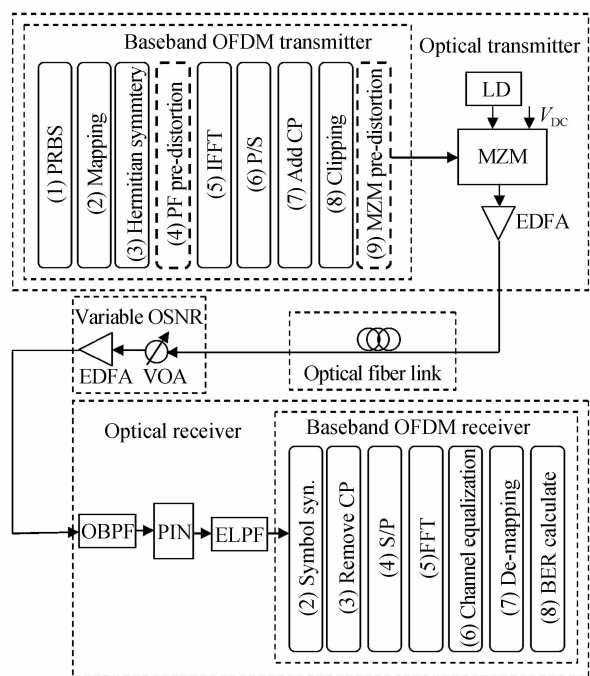 Baseband OFDM transmitter
Optical transmitter
(1) PRBS
(2) Mapping
(3) Hermitian symmtery
(4) PF pre-distortion
(5) IFFT
(6) P/S
(7) Add CP
(8) Clipping
(9) MZM pre-distortion
LD
VDC
MZM
EDFA
Variable OSNR
EDFA
VOA
Optical fiber link
Optical receiver
Baseband OFDM receiver
OBPF
PIN
ELPF
(2) Symbol syn.
(3) Remove CP
(4) S/P
(5)FFT
(6) Channel equalization
(7) De-mapping
(8) BER calculate